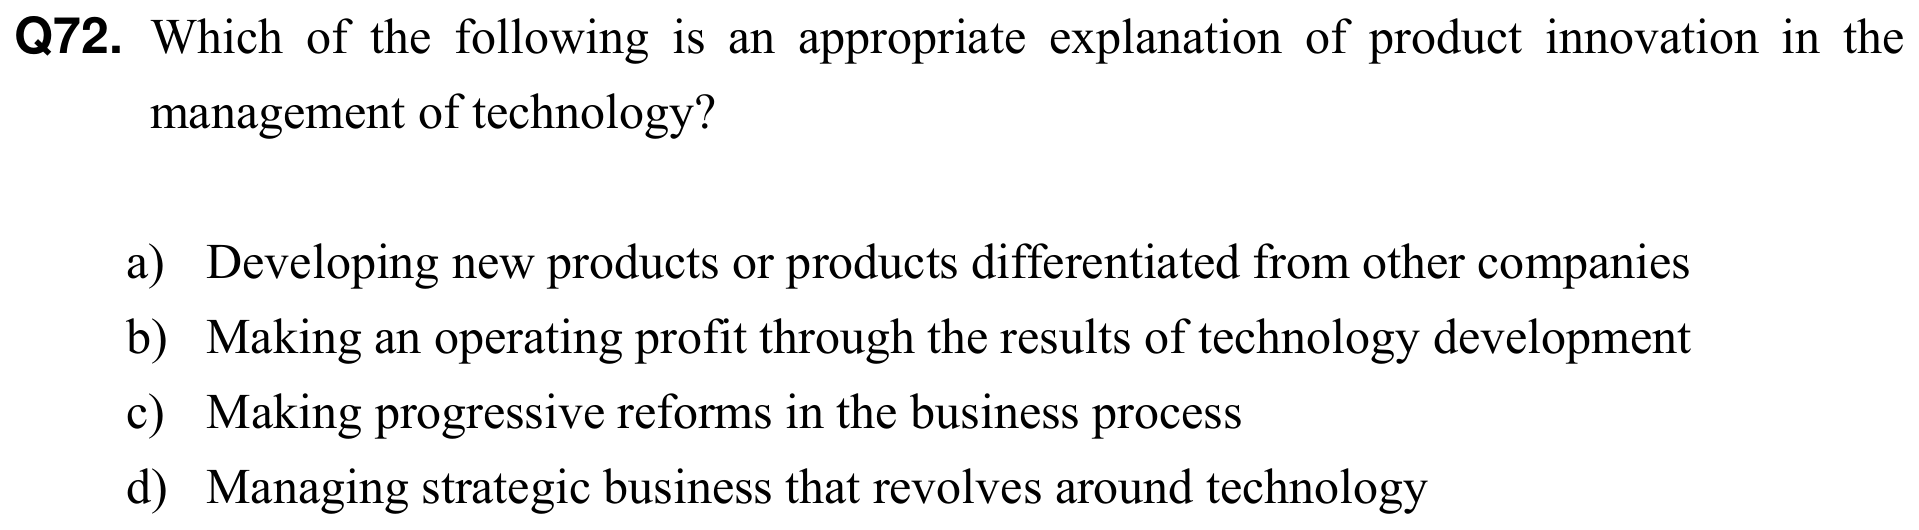 Q72. Which of the following is an appropriate explanation of product innovation in the
management of technology?
a) Developing new products or products differentiated from other companies
b) Making an operating profit through the results of technology development
c) Making progressive reforms in the business process
d) Managing strategic business that revolves around technology